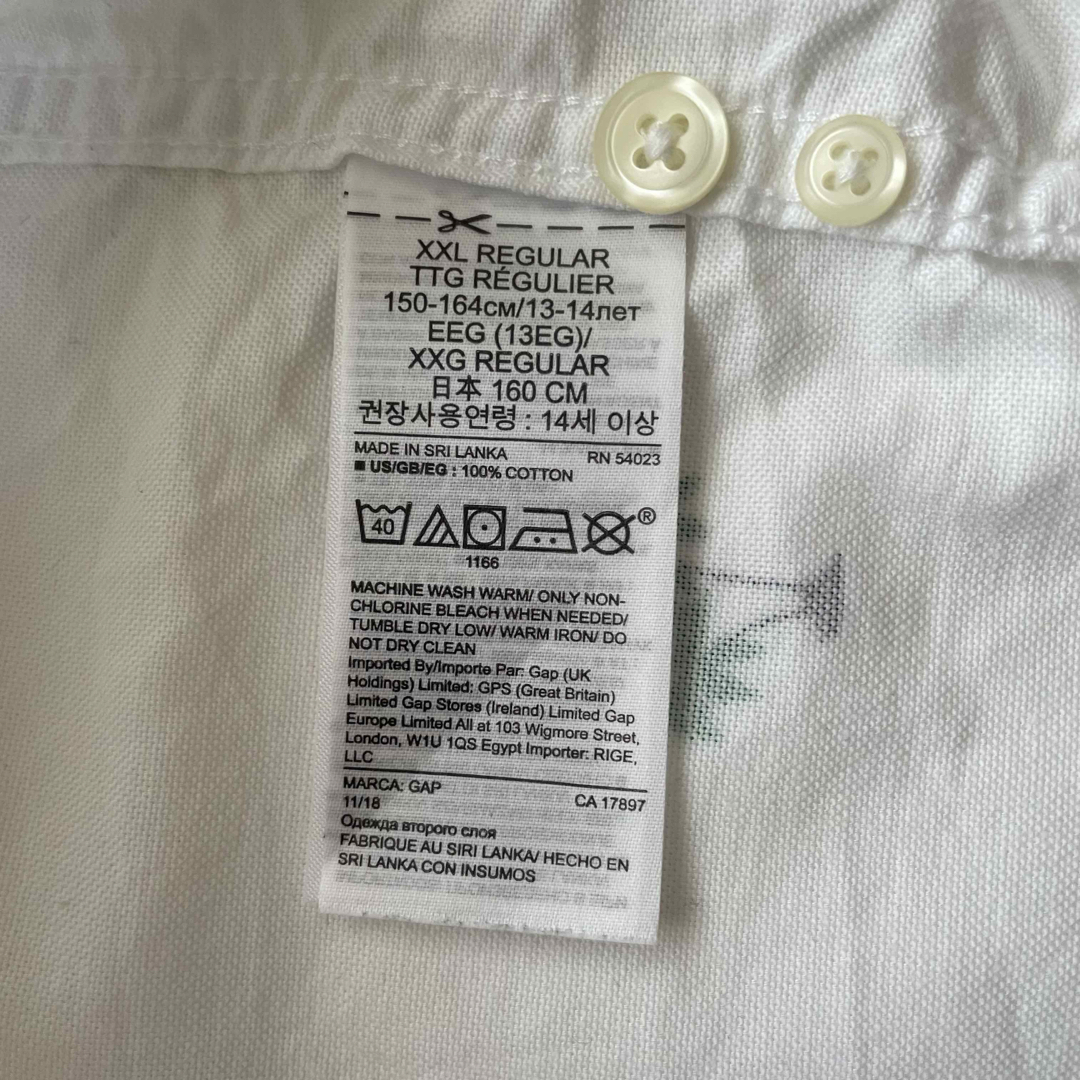 XXL REGULAR
TTG RÉGULIER
150-164см/13-14лет
EEG (13EG)/
XXG REGULAR
日本 160 CM
권장사용연령 : 14세 이상
MADE IN SRI LANKA RN 54023
■ US/GB/EG : 100% COTTON
40 ®
1166
MACHINE WASH WARM/ ONLY NON-
CHLORINE BLEACH WHEN NEEDED/
TUMBLE DRY LOW/ WARM IRON/ DO
NOT DRY CLEAN
Imported By/Importe Par: Gap (UK
Holdings) Limited: GPS (Great Britain)
Limited Gap Stores (Ireland) Limited Gap
Europe Limited All at 103 Wigmore Street,
London, W1U 1QS Egypt Importer: RIGE,
LLC
MARCA: GAP CA 17897
11/18
Одежда второго слоя
FABRIQUE AU SIRI LANKA/ HECHO EN
SRI LANKA CON INSUMOS